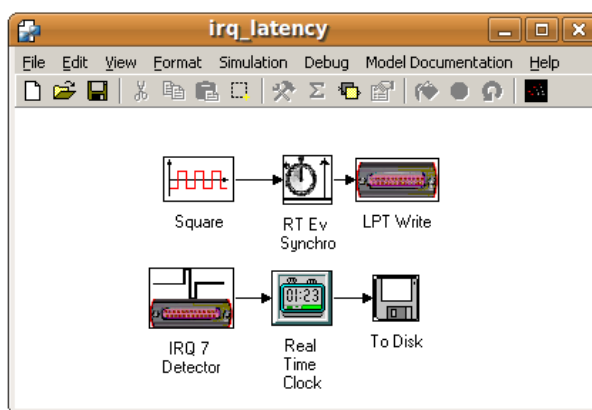 irq_latency
File Edit View Format Simulation Debug Model Documentation Help
Square
RT Ev
Synchro
LPT Write
01:23
IRQ 7
Detector
Real
Time
Clock
To Disk